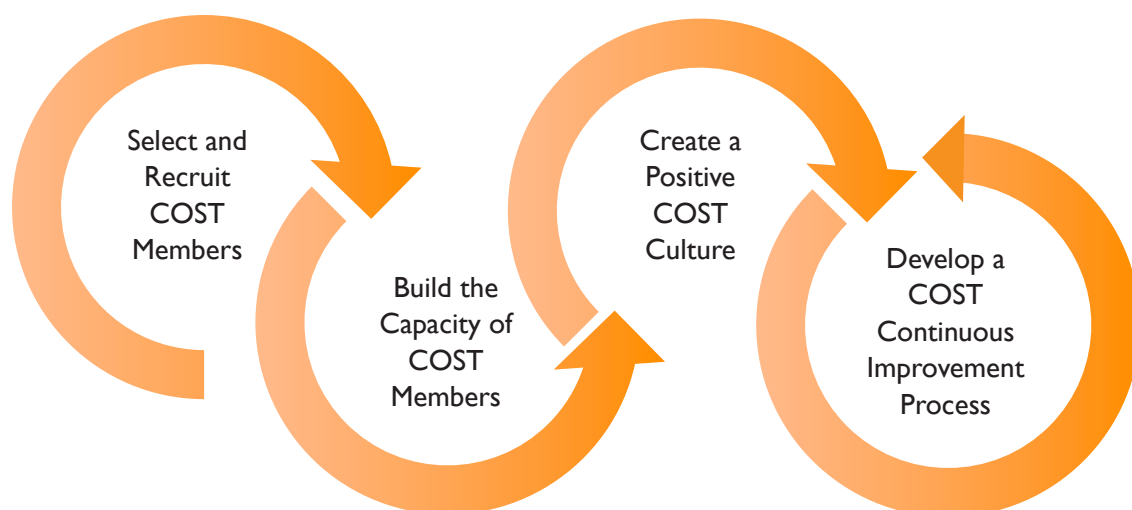 Select and
Recruit
COST
Members
Build the
Capacity of
COST
Members
Create a
Positive
COST
Culture
Develop a
COST
Continuous
Improvement
Process